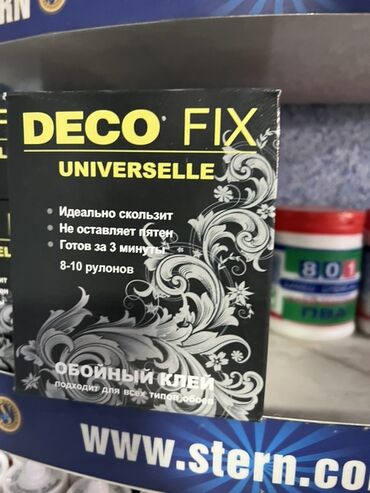 RN
DECO FIX
UNIVERSELLE
• Идеально скользит
• Не оставляет пятен
• Готов за 3 минуты
8-10 рулонов
ОБОЙНЫЙ КЛЕЙ
подходит для всех типов обоев
801
ПВА
www.stern.co